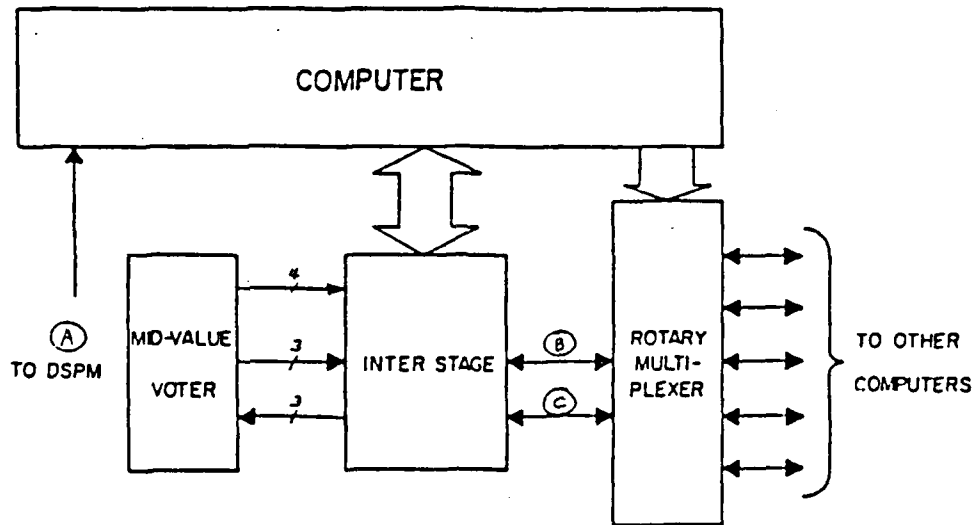 COMPUTER
4
MID-VALUE
VOTER
3
3
INTER STAGE
A
TO DSPM
B
C
ROTARY
MULTI-
PLEXER
TO OTHER
COMPUTERS